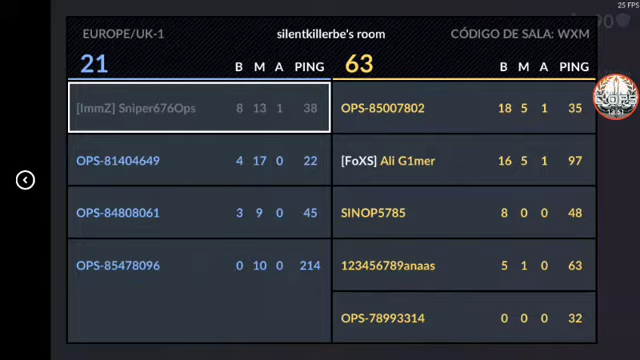 25 FPS
EUROPE/UK-1 silentkillerbe's room CÓDIGO DE SALA: WXM
21 B M A PING 63 B M A PING
[ImmZ] Sniper676Ops 8 13 1 38 OPS-85007802 18 5 1 35
OPS-81404649 4 17 0 22 [FoXS] Ali G1mer 16 5 1 97
OPS-84808061 3 9 0 45 SINOP5785 8 0 0 48
OPS-85478096 0 10 0 214 123456789anaas 5 1 0 63
OPS-78993314 0 0 0 32